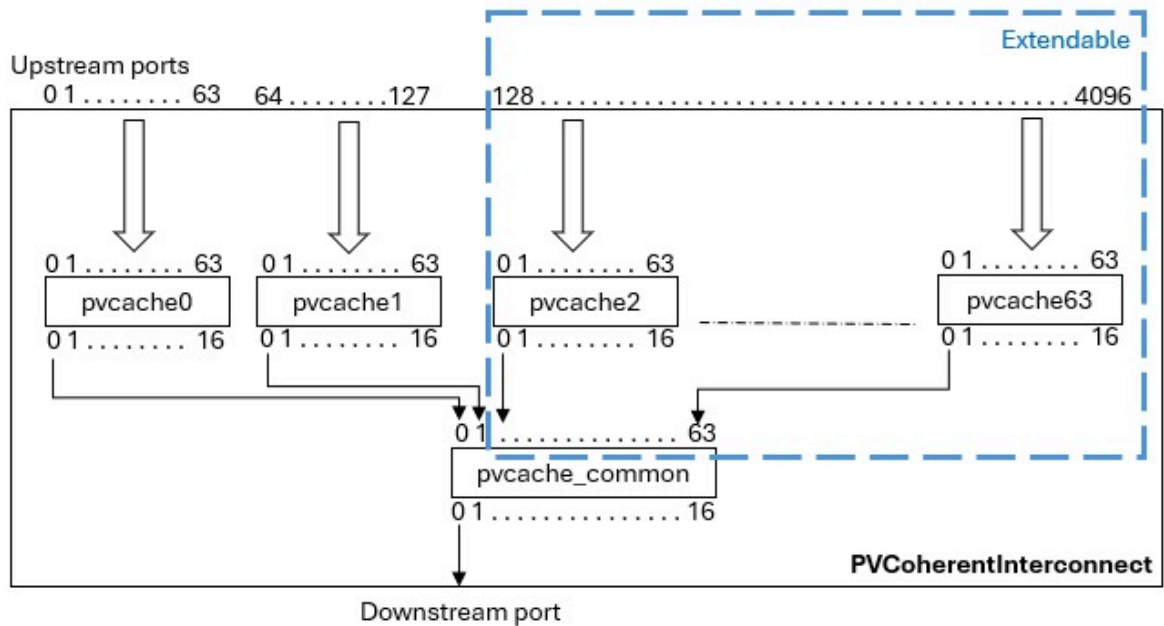 Extendable
Upstream ports
0 1 . . . . . . . . 63 64 . . . . . . . . 127 128 . . . . . . . . . . . . . . . . . . . . . . . . . . . . . . . . . . . . . . 4096
0 1 . . . . . . . . 63 0 1 . . . . . . . . 63 0 1 . . . . . . . . 63 0 1 . . . . . . . . 63
pvcache0 pvcache1 pvcache2 pvcache63
0 1 . . . . . . . . 16 0 1 . . . . . . . . 16 0 1 . . . . . . . . 16 0 1 . . . . . . . . 16
0 1 . . . . . . . . . . . . . . 63
pvcache_common
0 1 . . . . . . . . . . . . . . . 16
PVCoherentInterconnect
Downstream port